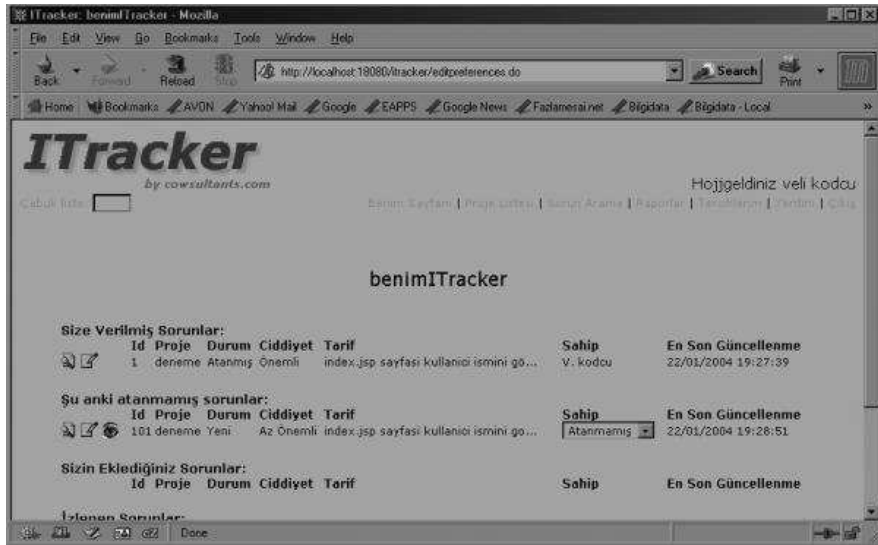 ITracker: benimITracker - Mozilla
File Edit View Go Bookmarks Tools Window Help
Back Forward Reload Stop http://localhost:18080/itracker/editpreferences.do Search Print
Home Bookmarks AVON Yahoo! Mail Google EAPPS Google News Fazlamesai.net Bilgidata Bilgidata - Local
ITracker
by cowsultants.com
Hojjgeldiniz veli kodcu
Çabuk liste
Benim Sayfam | Proje Listesi | Sorun Arama | Raporlar | Tercihlerim | Yardım | Çıkış
benimITracker
Size Verilmiş Sorunlar:
Id Proje Durum Ciddiyet Tarif Sahip En Son Güncellenme
1 deneme Atanmış Önemli index.jsp sayfasi kullanici ismini gö... V. kodcu 22/01/2004 19:27:39
Şu anki atanmamış sorunlar:
Id Proje Durum Ciddiyet Tarif Sahip En Son Güncellenme
101 deneme Yeni Az Önemli index.jsp sayfasi kullanici ismini go... Atanmamış 22/01/2004 19:28:51
Sizin Eklediğiniz Sorunlar:
Id Proje Durum Ciddiyet Tarif Sahip En Son Güncellenme
İzlenen Sorunlar:
Done